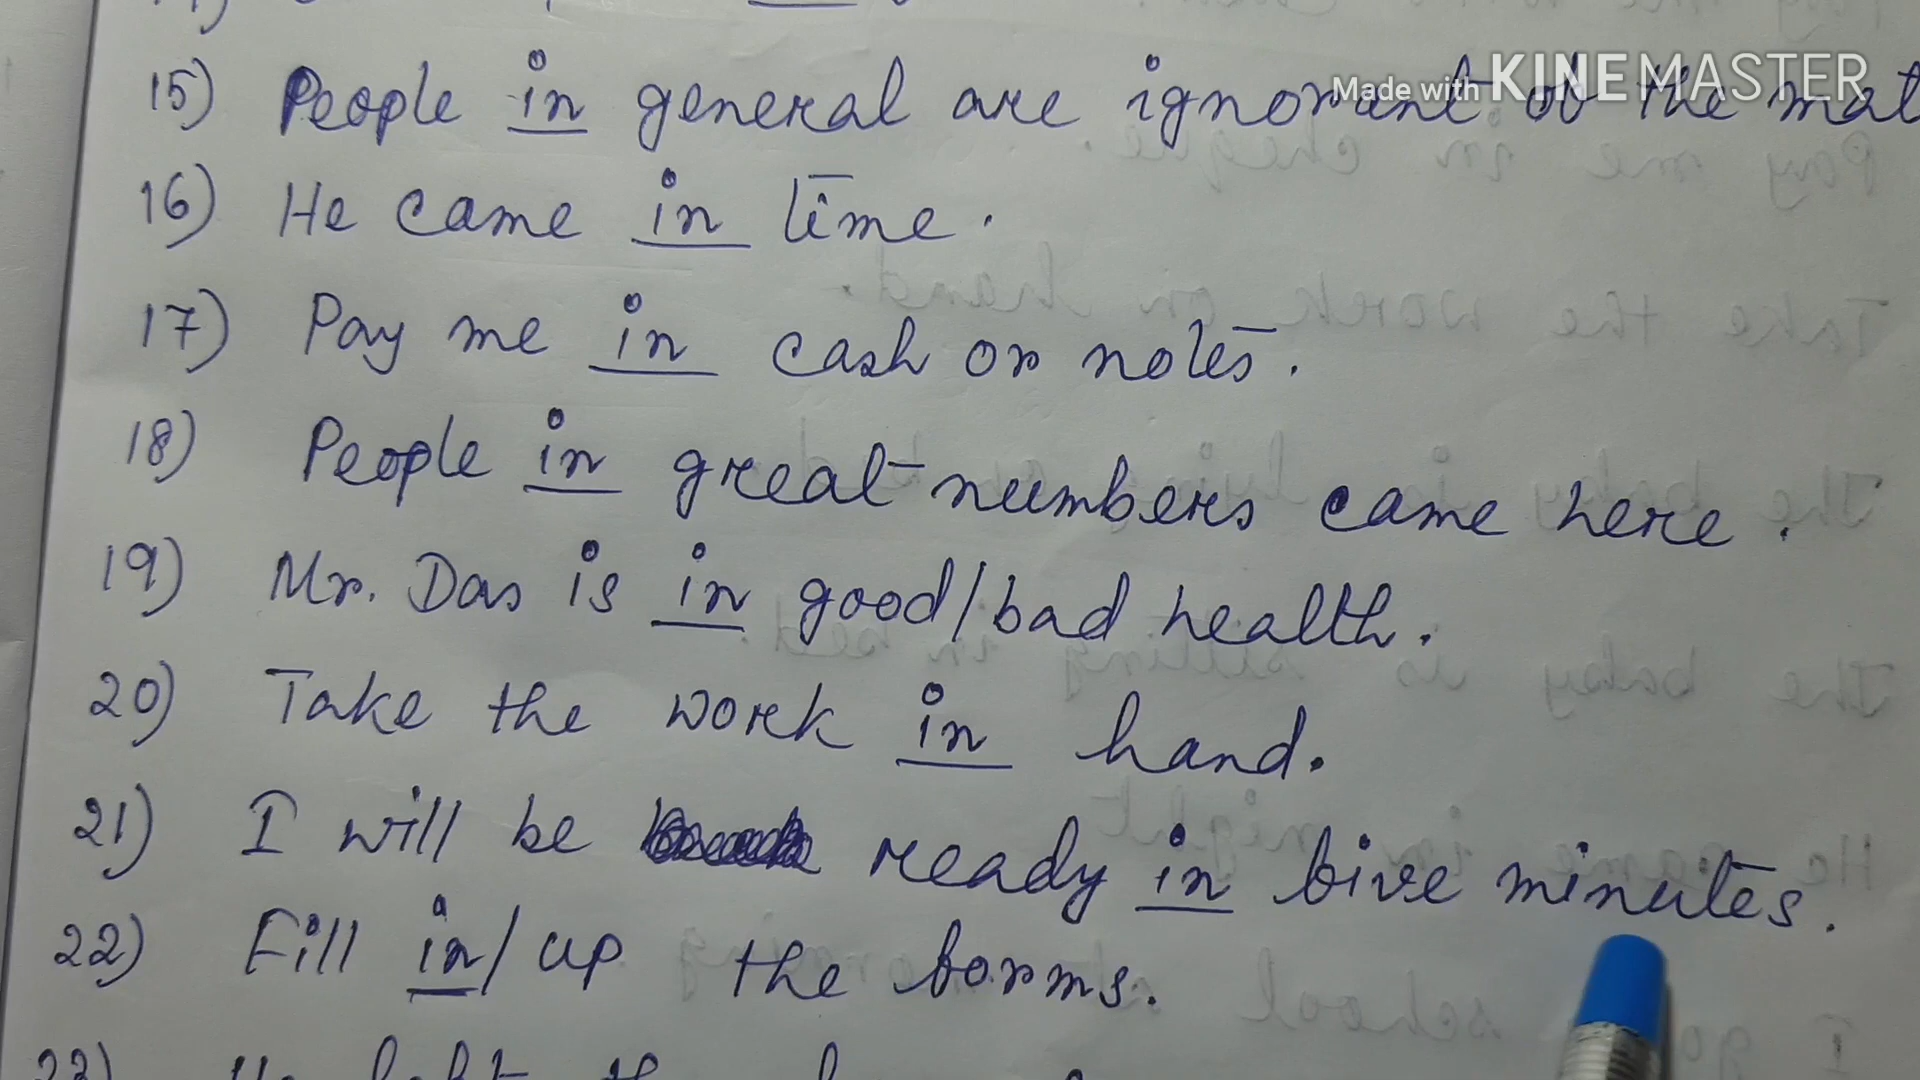 15) People in general are ignorant of the mat
Made with KINEMASTER
16) He came in time.
17) Pay me in cash or notes.
18) People in great numbers came here.
19) Mr. Das is in good/bad health.
20) Take the work in hand.
21) I will be ready in five minutes.
22) Fill in/up the forms.
23)